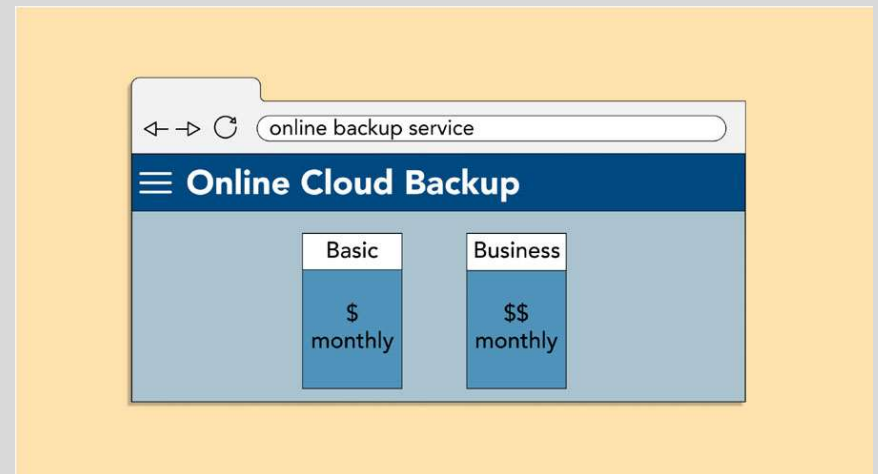 online backup service
Online Cloud Backup
Basic
$
monthly
Business
$$
monthly